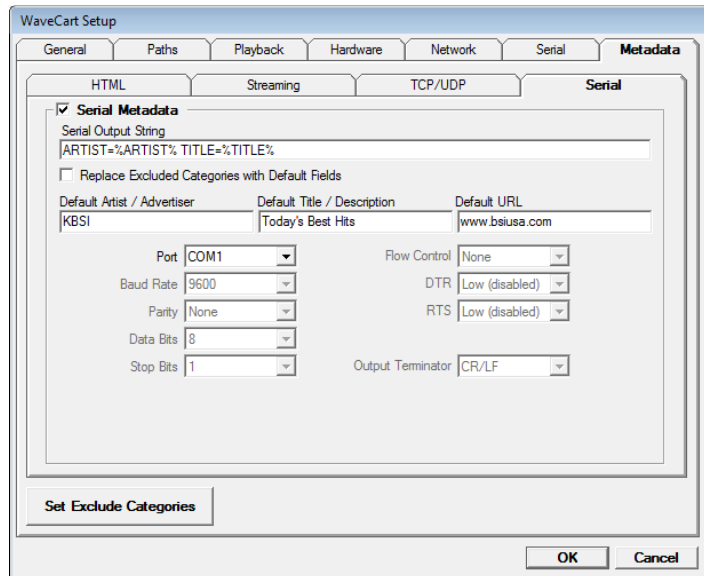 WaveCart Setup
General Paths Playback Hardware Network Serial Metadata
HTML Streaming TCP/UDP Serial
Serial Metadata
Serial Output String
ARTIST=%ARTIST% TITLE=%TITLE%
Replace Excluded Categories with Default Fields
Default Artist / Advertiser Default Title / Description Default URL
KBSI Today's Best Hits www.bsiusa.com
Port COM1 Flow Control None
Baud Rate 9600 DTR Low (disabled)
Parity None RTS Low (disabled)
Data Bits 8
Stop Bits 1 Output Terminator CR/LF
Set Exclude Categories
OK Cancel